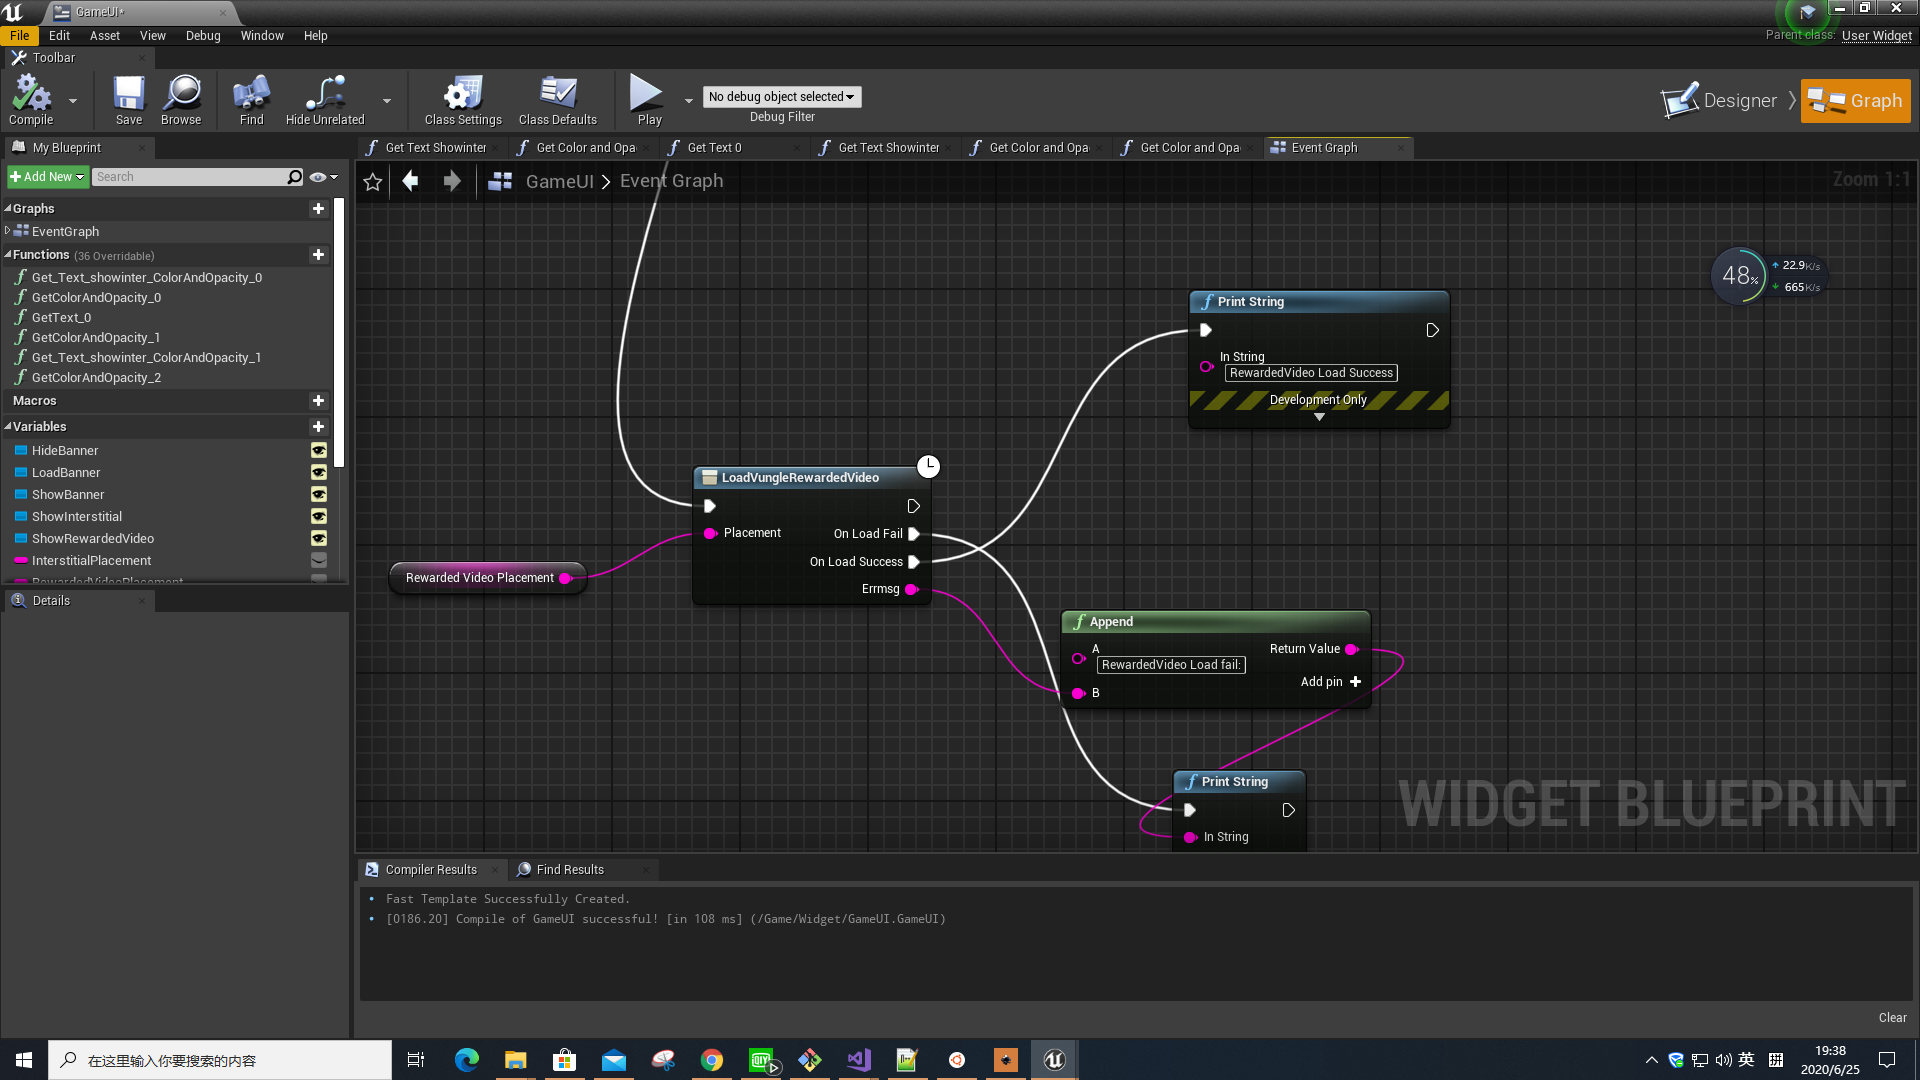 GameUI*
File Edit Asset View Debug Window Help
Parent class: User Widget
Toolbar
Compile
Save
Browse
Find
Hide Unrelated
Class Settings
Class Defaults
Play
No debug object selected
Debug Filter
Designer
Graph
My Blueprint
Get Text Showinter
Get Color and Opa
Get Text 0
Get Text Showinter
Get Color and Opa
Get Color and Opa
Event Graph
Add New
Search
GameUI > Event Graph
Zoom 1:1
Graphs
EventGraph
Functions (36 Overridable)
Get_Text_showinter_ColorAndOpacity_0
GetColorAndOpacity_0
GetText_0
GetColorAndOpacity_1
Get_Text_showinter_ColorAndOpacity_1
GetColorAndOpacity_2
Macros
Variables
HideBanner
LoadBanner
ShowBanner
ShowInterstitial
ShowRewardedVideo
InterstitialPlacement
RewardedVideoPlacement
Details
48%
22.9K/s
665K/s
Print String
In String
RewardedVideo Load Success
Development Only
LoadVungleRewardedVideo
Placement
On Load Fail
On Load Success
Errmsg
Rewarded Video Placement
Append
A
RewardedVideo Load fail:
Return Value
Add pin
B
Print String
In String
WIDGET BLUEPRINT
Compiler Results
Find Results
Fast Template Successfully Created.
[0186.20] Compile of GameUI successful! [in 108 ms] (/Game/Widget/GameUI.GameUI)
Clear
在这里输入你要搜索的内容
QIY
英
19:38
2020/6/25